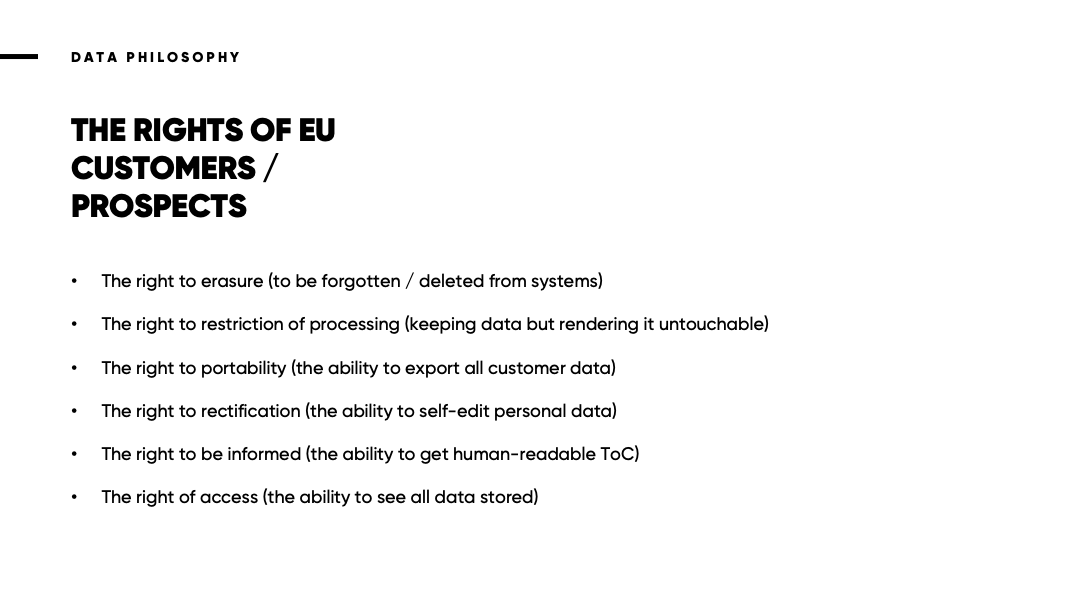 DATA PHILOSOPHY
THE RIGHTS OF EU
CUSTOMERS /
PROSPECTS
• The right to erasure (to be forgotten / deleted from systems)
• The right to restriction of processing (keeping data but rendering it untouchable)
• The right to portability (the ability to export all customer data)
• The right to rectification (the ability to self-edit personal data)
• The right to be informed (the ability to get human-readable ToC)
• The right of access (the ability to see all data stored)